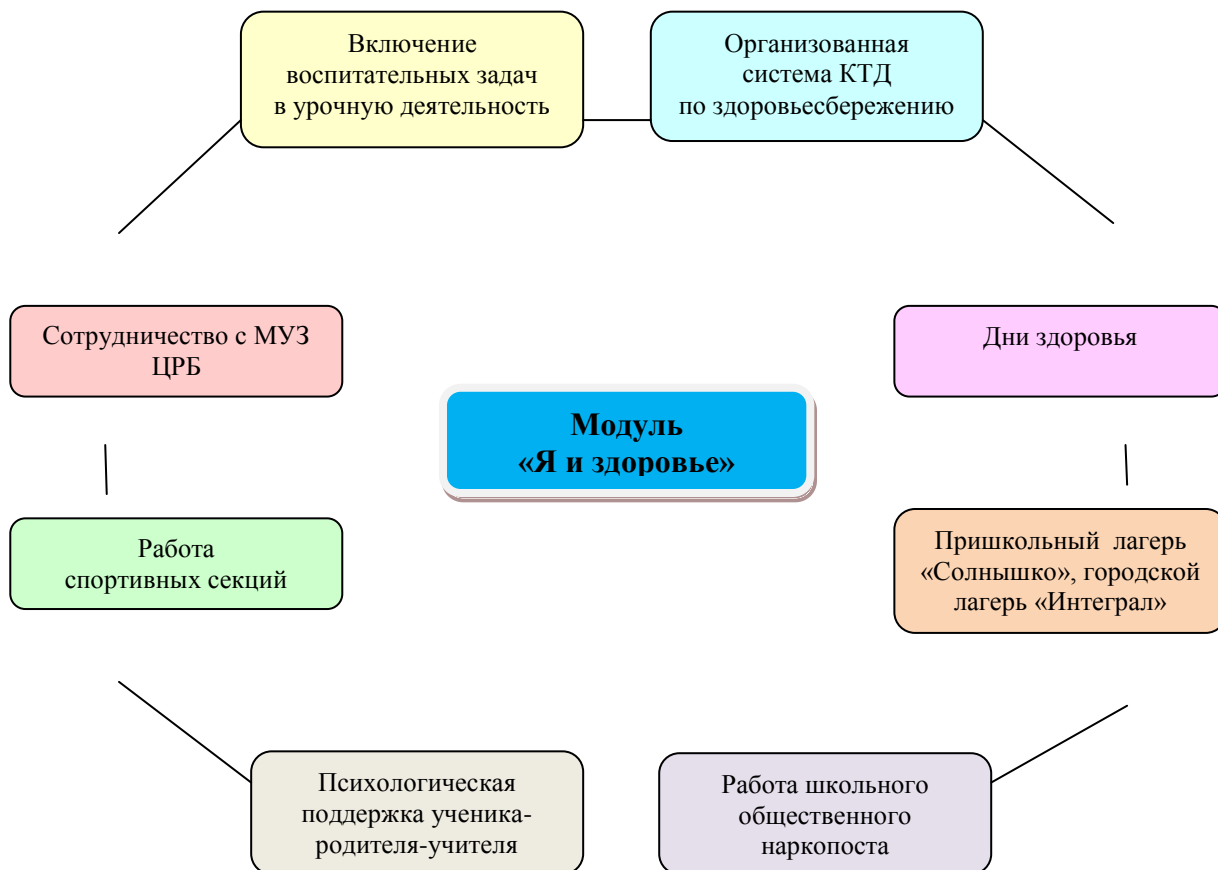 Включение
воспитательных задач
в урочную деятельность
Организованная
система КТД
по здоровьесбережению
Сотрудничество с МУЗ
ЦРБ
Дни здоровья
Модуль
«Я и здоровье»
Работа
спортивных секций
Пришкольный лагерь
«Солнышко», городской
лагерь «Интеграл»
Психологическая
поддержка ученика-
родителя-учителя
Работа школьного
общественного
наркопоста